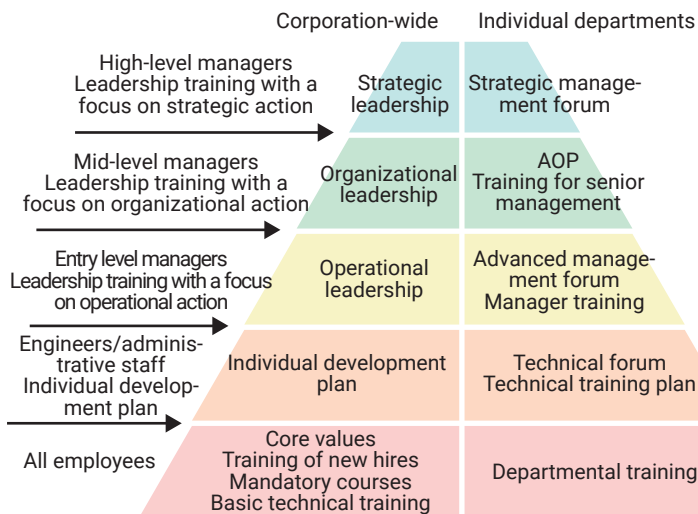 Corporation-wide
Individual departments
High-level managers
Leadership training with a
focus on strategic action
Strategic
leadership
Strategic manage-
ment forum
Mid-level managers
Leadership training with a
focus on organizational action
Organizational
leadership
AOP
Training for senior
management
Entry level managers
Leadership training with a focus
on operational action
Operational
leadership
Advanced manage-
ment forum
Manager training
Engineers/adminis-
trative staff
Individual develop-
ment plan
Individual development
plan
Technical forum
Technical training plan
All employees
Core values
Training of new hires
Mandatory courses
Basic technical training
Departmental training